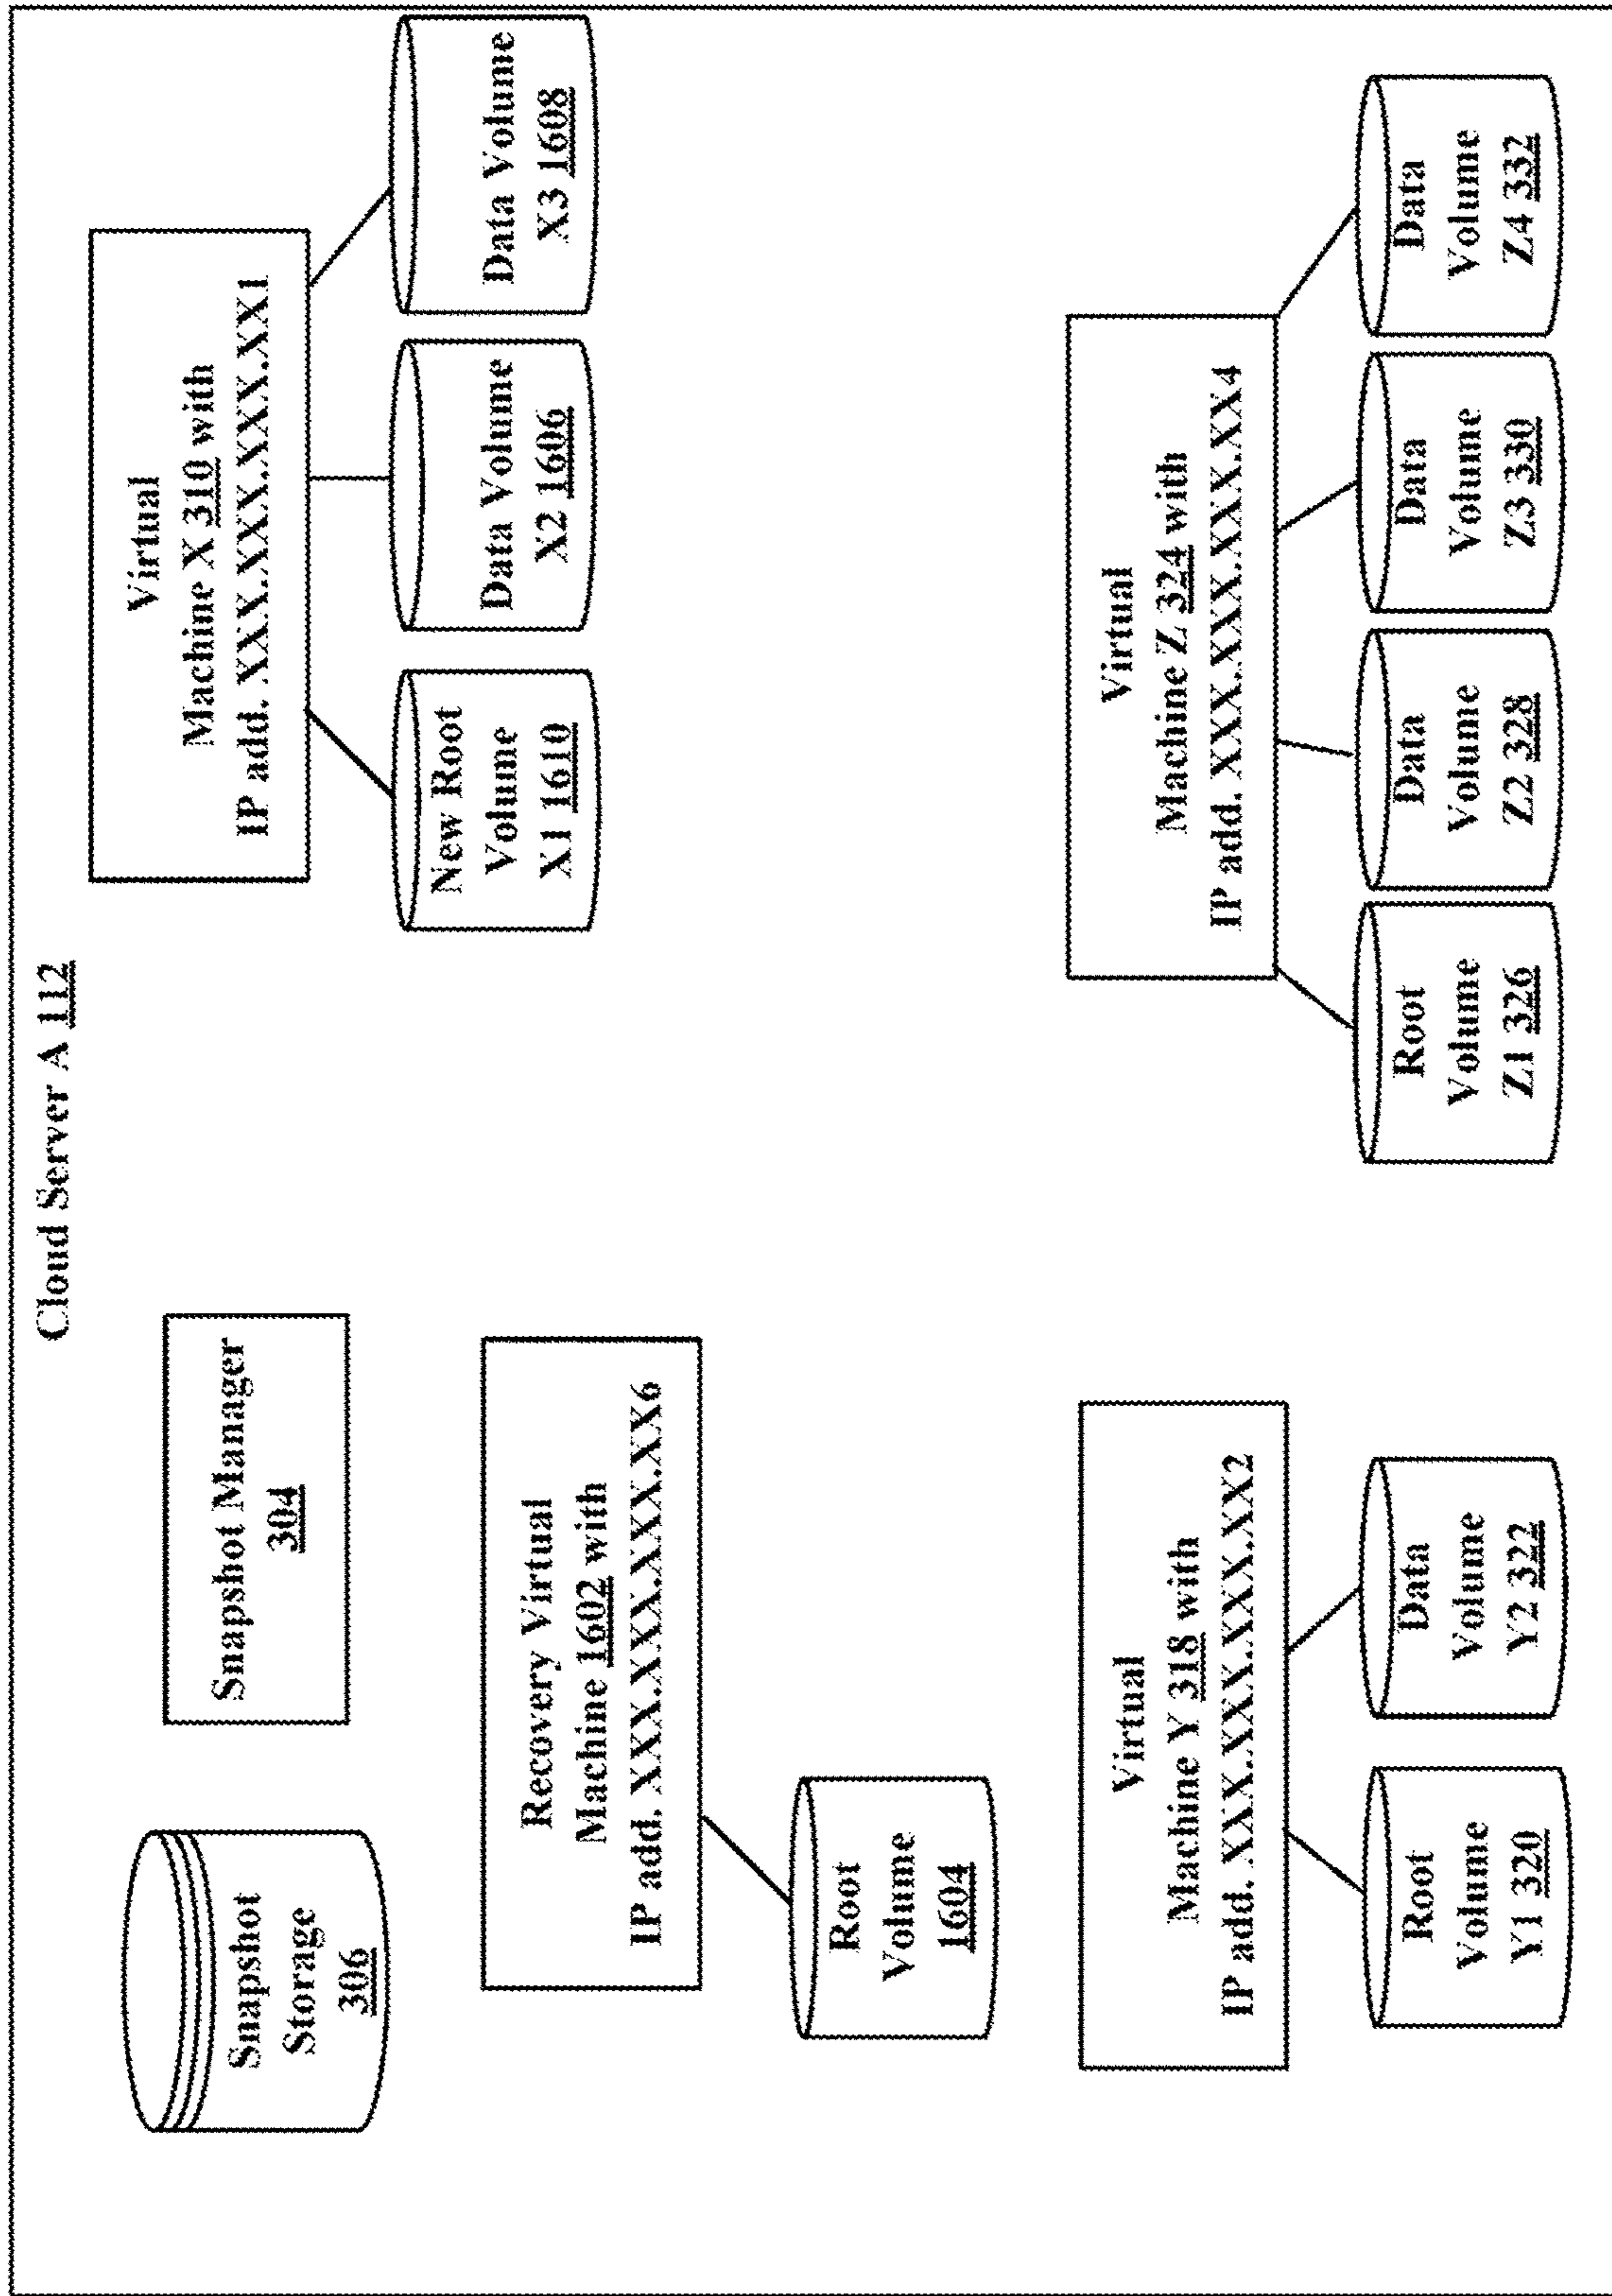 Cloud Server A 112
Snapshot
Storage
306
Snapshot Manager
304
Virtual
Machine X 310 with
IP add. XXX.XXX.XXX.XX1
New Root
Volume
X1 1610
Data Volume
X2 1606
Data Volume
X3 1608
Recovery Virtual
Machine 1602 with
IP add. XXX.XXX.XXX.XX6
Root
Volume
1604
Virtual
Machine Y 318 with
IP add. XXX.XXX.XXX.XX2
Root
Volume
Y1 320
Data
Volume
Y2 322
Virtual
Machine Z 324 with
IP add. XXX.XXX.XXX.XX4
Root
Volume
Z1 326
Data
Volume
Z2 328
Data
Volume
Z3 330
Data
Volume
Z4 332